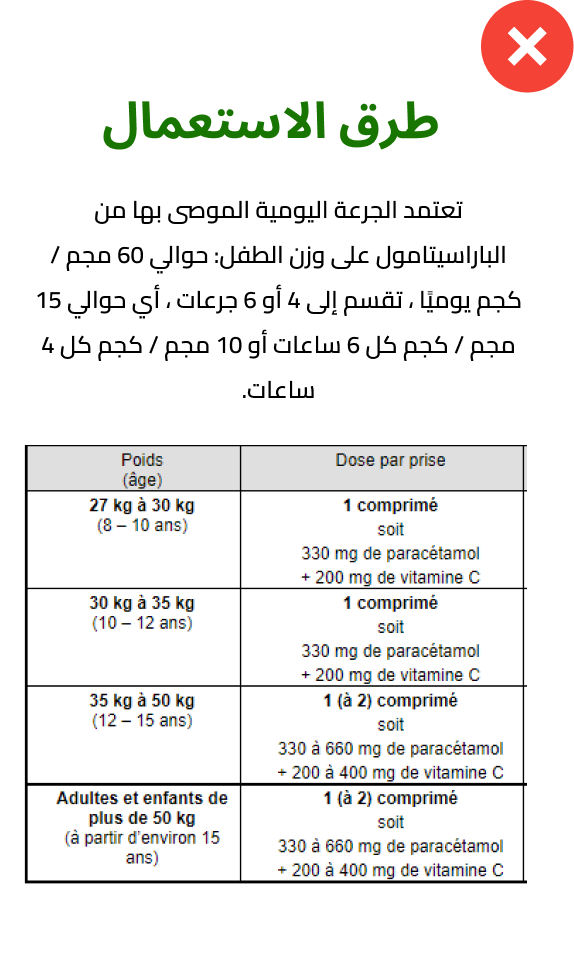 طرق الاستعمال
تعتمد الجرعة اليومية الموصى بها من
الباراسيتامول على وزن الطفل: حوالي 60 مجم /
كجم يوميًا ، تقسم إلى 4 أو 6 جرعات ، أي حوالي 15
مجم / كجم كل 6 ساعات أو 10 مجم / كجم كل 4
ساعات.
Poids
(âge)
Dose par prise
27 kg à 30 kg
(8 – 10 ans)
1 comprimé
soit
330 mg de paracétamol
+ 200 mg de vitamine C
30 kg à 35 kg
(10 – 12 ans)
1 comprimé
soit
330 mg de paracétamol
+ 200 mg de vitamine C
35 kg à 50 kg
(12 – 15 ans)
1 (à 2) comprimé
soit
330 à 660 mg de paracétamol
+ 200 à 400 mg de vitamine C
Adultes et enfants de
plus de 50 kg
(à partir d'environ 15
ans)
1 (à 2) comprimé
soit
330 à 660 mg de paracétamol
+ 200 à 400 mg de vitamine C